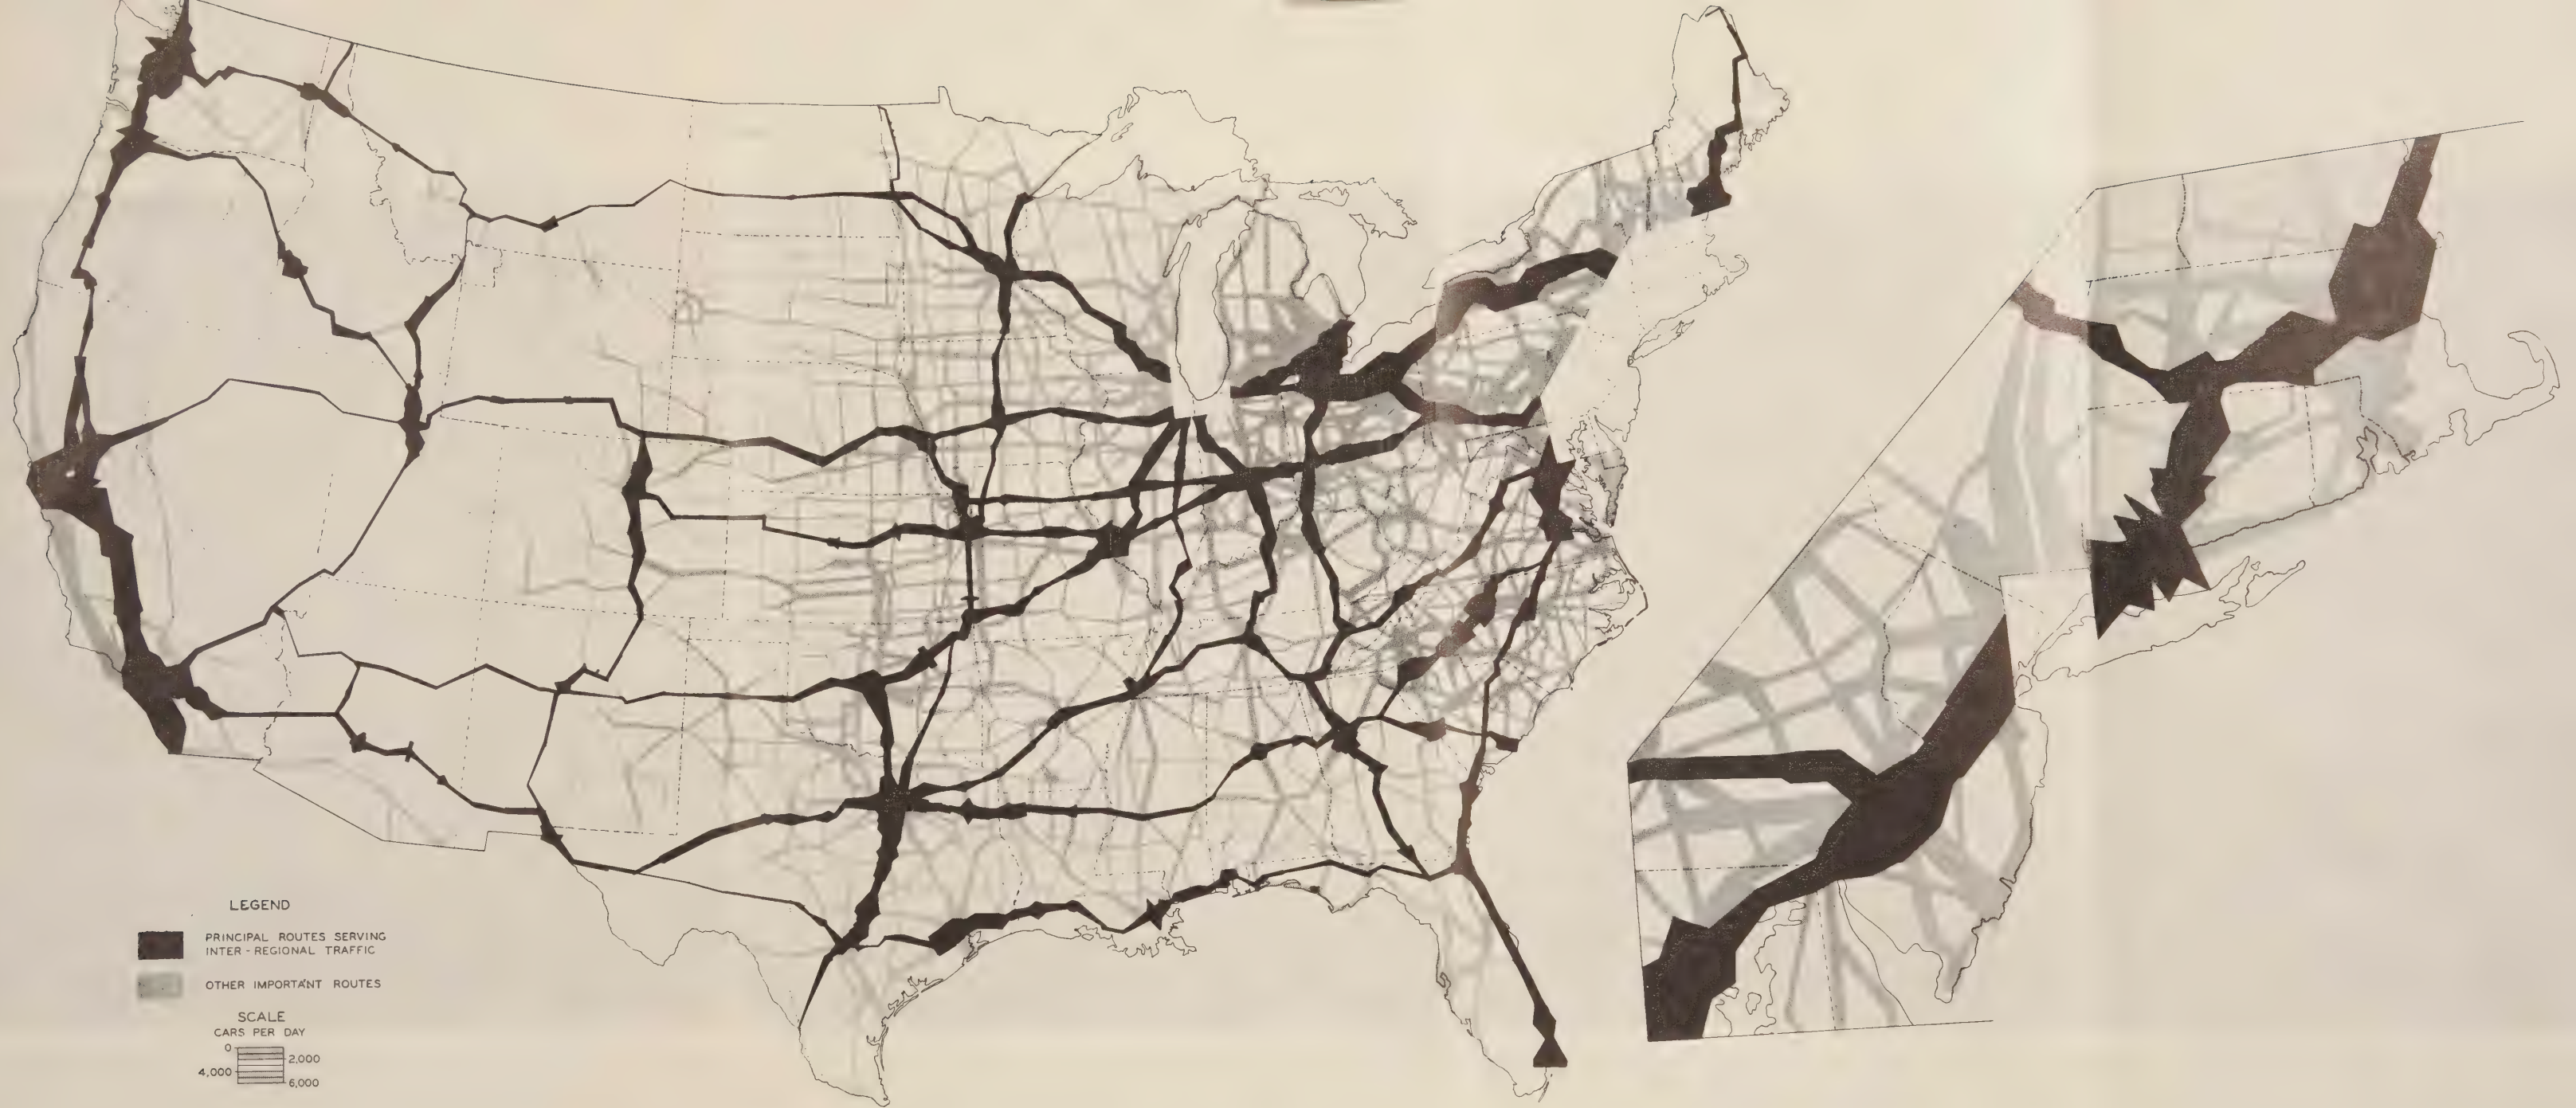 LEGEND
PRINCIPAL ROUTES SERVING
INTER-REGIONAL TRAFFIC
OTHER IMPORTANT ROUTES
SCALE
CARS PER DAY
0
2,000
4,000
6,000